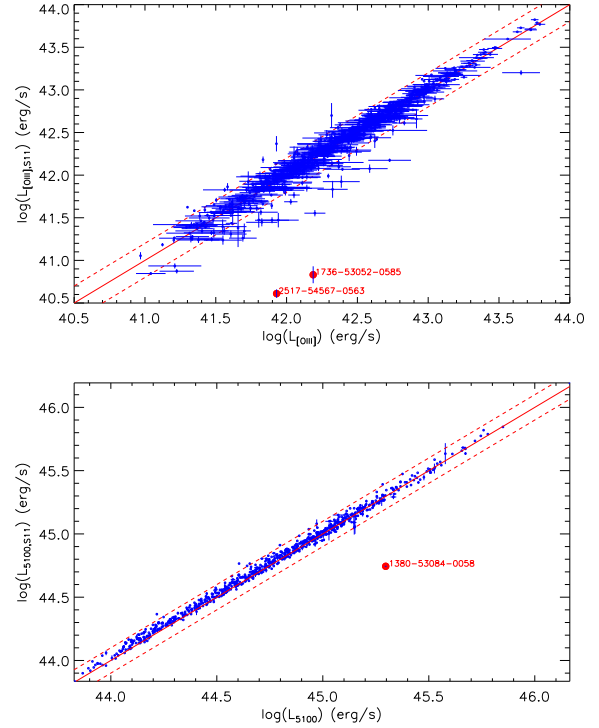 44.0
43.5
43.0
42.5
42.0
41.5
41.0
40.5
log(L[OIII],S11) (erg/s)
1736-53052-0585
2517-54567-0563
40.5 41.0 41.5 42.0 42.5 43.0 43.5 44.0
log(L[OIII]) (erg/s)
46.0
45.5
45.0
44.5
44.0
log(L5100,S11) (erg/s)
1380-53084-0058
44.0 44.5 45.0 45.5 46.0
log(L5100) (erg/s)